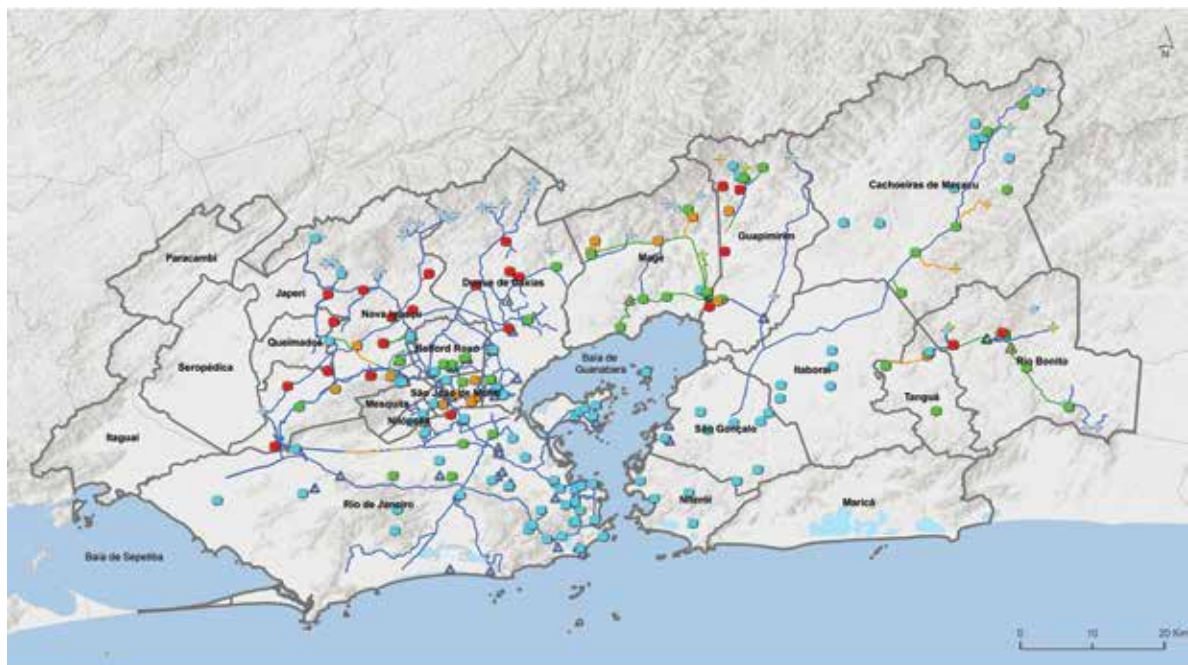 N
Cachoeiras de Macacu
Guapimirim
Paracambi
Magé
Duque de Caxias
Japeri
Nova Iguaçu
Queimados
Belford Roxo
Baía de
Guanabara
Rio Bonito
Seropédica
Itaboraí
São João de Meriti
Tanguá
Mesquita
Nilópolis
São Gonçalo
Itaguaí
Rio de Janeiro
Niterói
Maricá
Baía de Sepetiba
0 10 20 Km